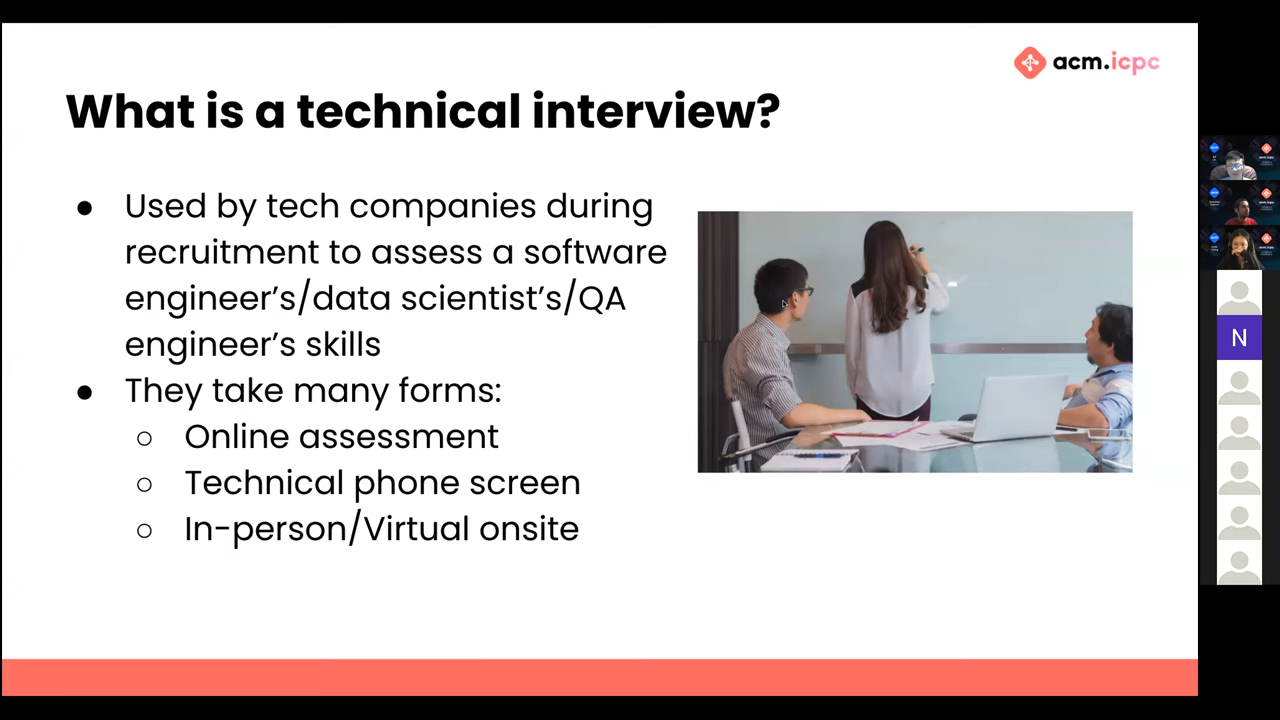 acm.icpc
What is a technical interview?
● Used by tech companies during
recruitment to assess a software
engineer’s/data scientist’s/QA
engineer’s skills
● They take many forms:
○ Online assessment
○ Technical phone screen
○ In-person/Virtual onsite
N